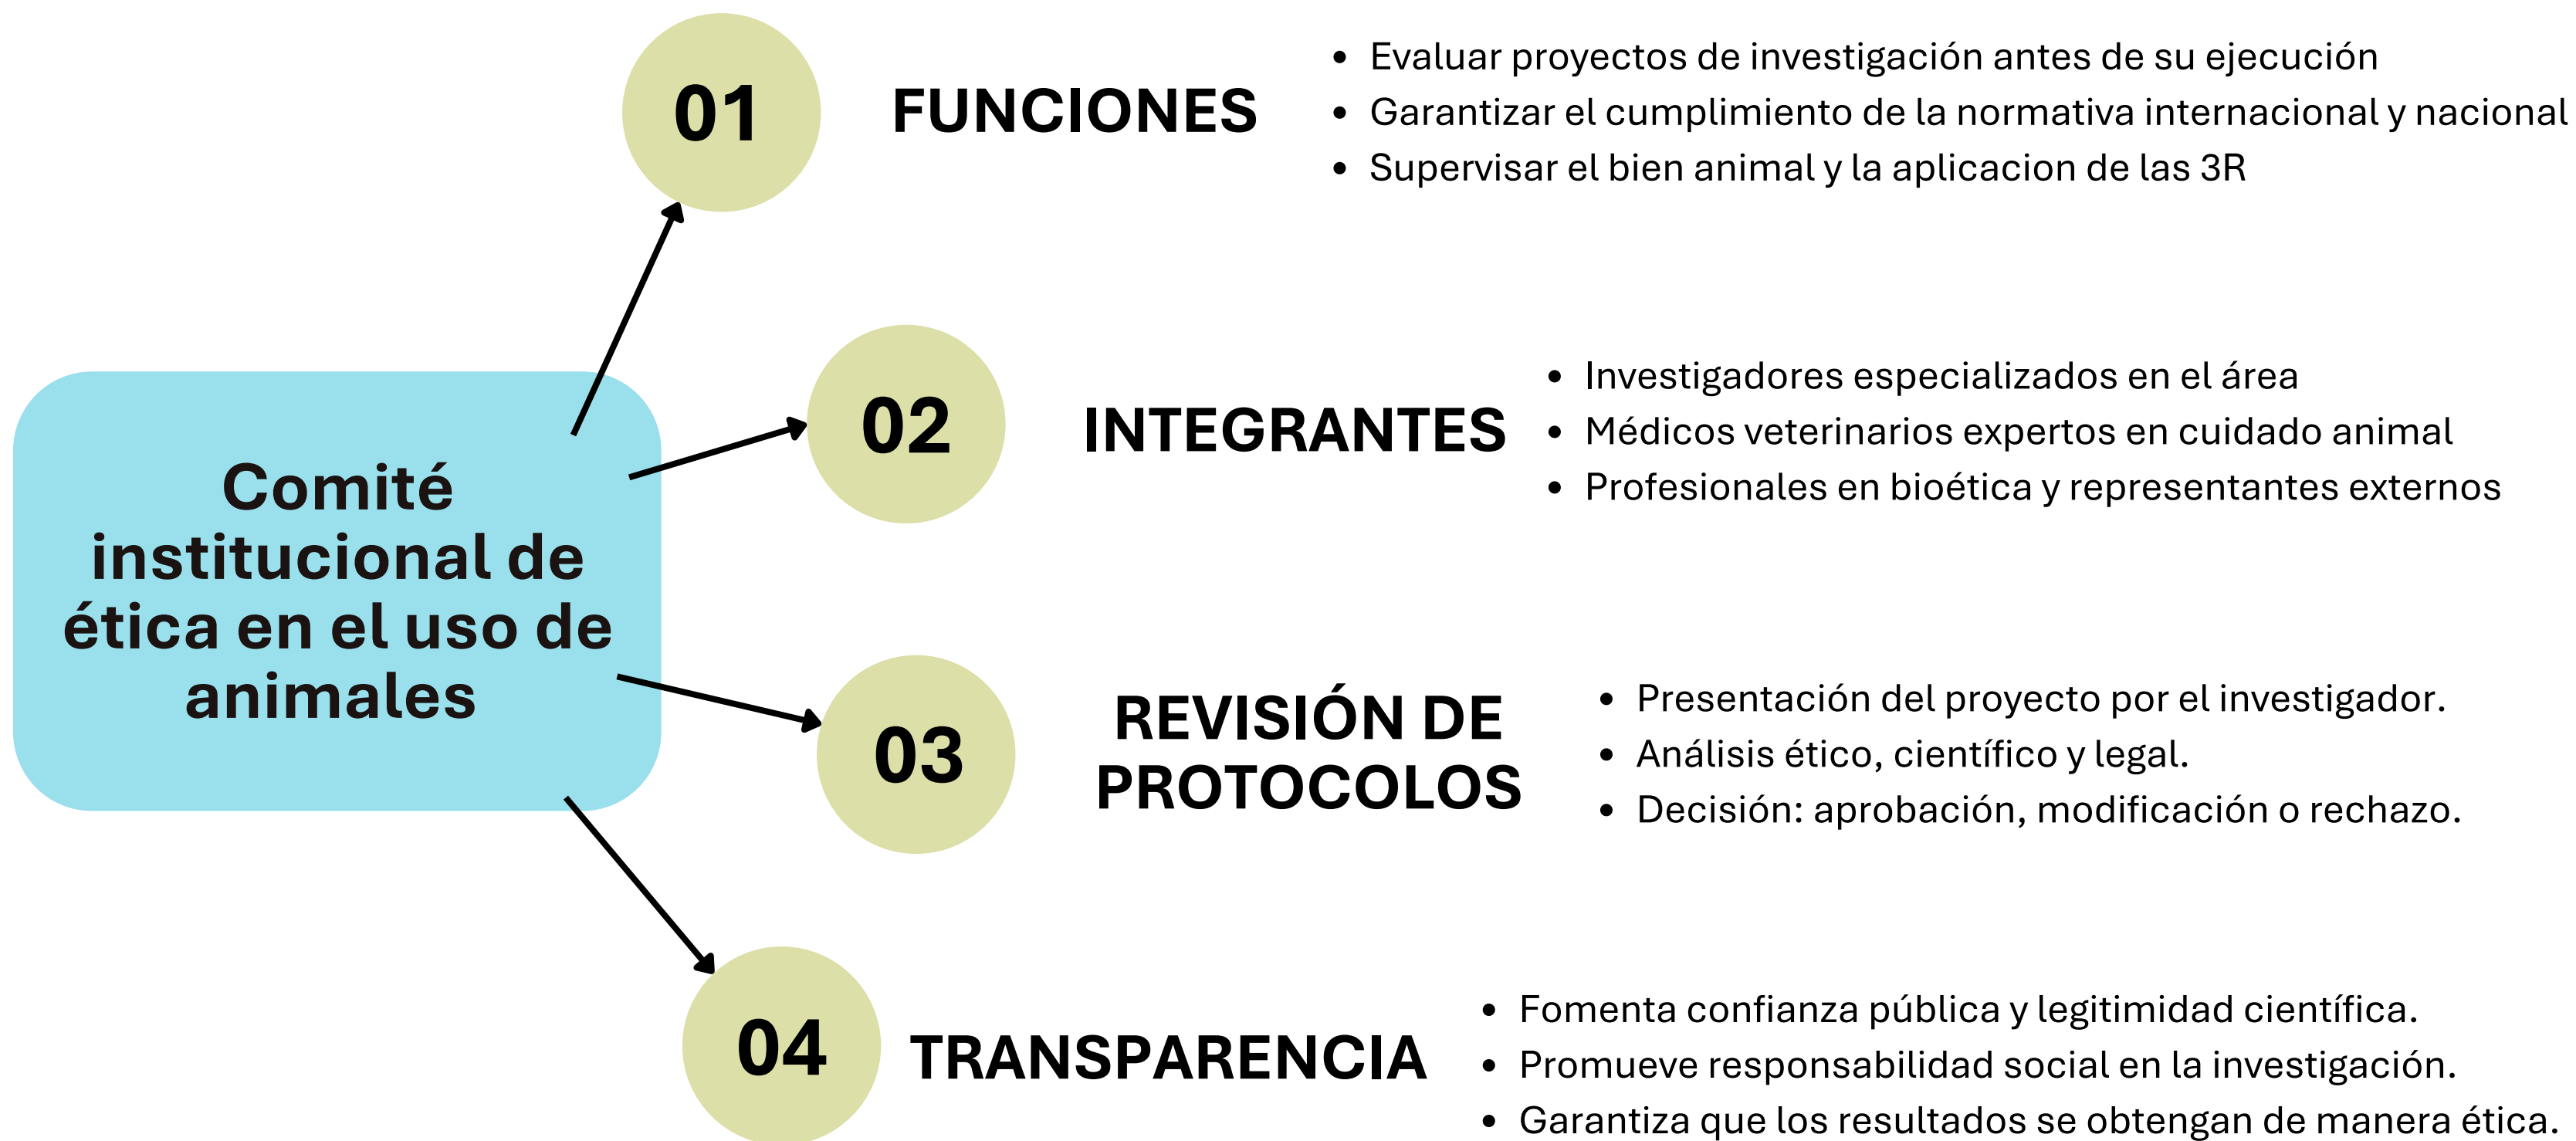 01
FUNCIONES
• Evaluar proyectos de investigación antes de su ejecución
• Garantizar el cumplimiento de la normativa internacional y nacional
• Supervisar el bien animal y la aplicacion de las 3R
Comité
institucional de
ética en el uso de
animales
02
INTEGRANTES
• Investigadores especializados en el área
• Médicos veterinarios expertos en cuidado animal
• Profesionales en bioética y representantes externos
03
REVISIÓN DE
PROTOCOLOS
• Presentación del proyecto por el investigador.
• Análisis ético, científico y legal.
• Decisión: aprobación, modificación o rechazo.
04
TRANSPARENCIA
• Fomenta confianza pública y legitimidad científica.
• Promueve responsabilidad social en la investigación.
• Garantiza que los resultados se obtengan de manera ética.